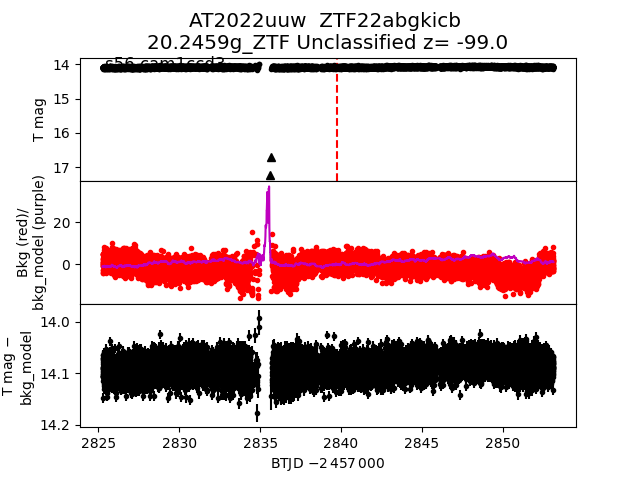 AT2022uuw ZTF22abgkicb
20.2459g_ZTF Unclassified z= -99.0
s56 cam1ccd3
14
15
16
17
T mag
20
0
Bkg (red)/
bkg_model (purple)
14.0
14.1
14.2
T mag −
bkg_model
2825 2830 2835 2840 2845 2850
BTJD −2 457 000